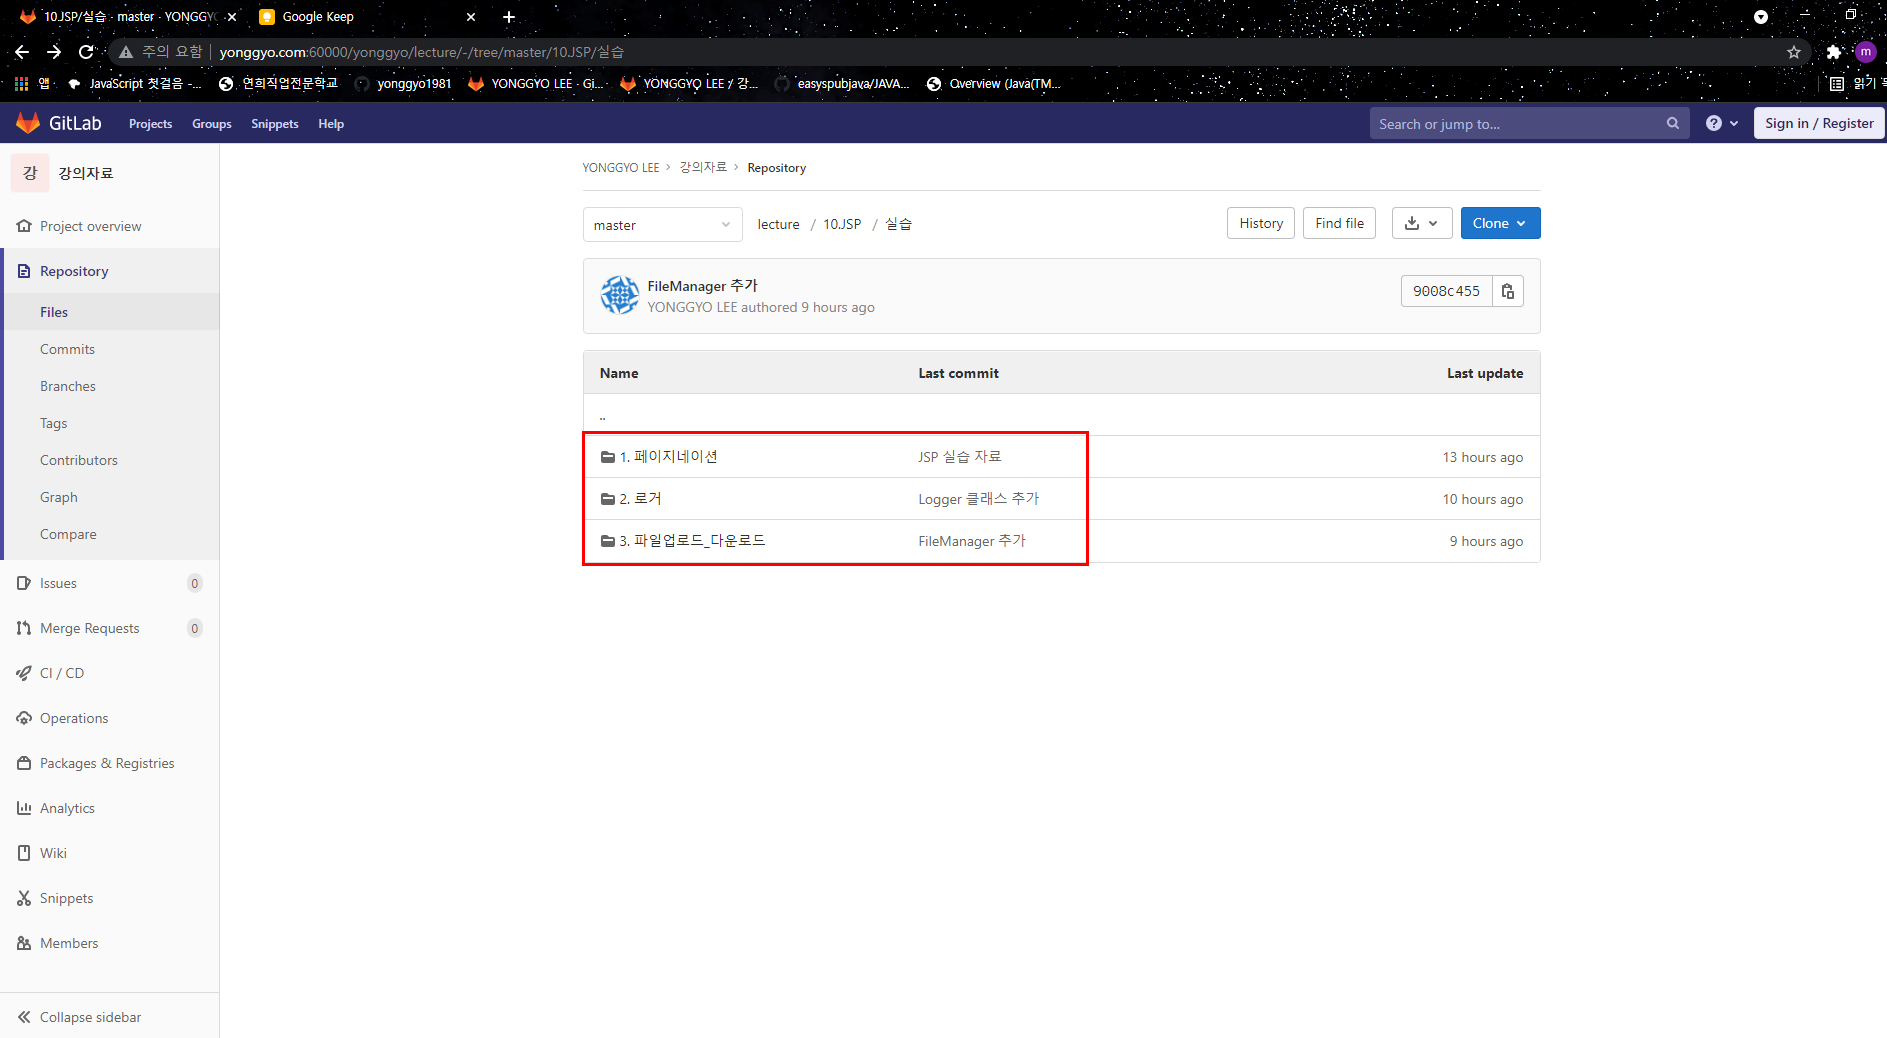 10.JSP/실습 · master · YONGGYO
Google Keep
주의 요함 | yonggyo.com:60000/yonggyo/lecture/-/tree/master/10.JSP/실습
m
앱
JavaScript 첫걸음 -...
연희직업전문학교
yonggyo1981
YONGGYO LEE · Gi...
YONGGYO LEE / 강...
easyspubjava/JAVA...
Overview (Java(TM...
읽기
GitLab
Projects
Groups
Snippets
Help
Search or jump to...
Sign in / Register
강
강의자료
Project overview
Repository
Files
Commits
Branches
Tags
Contributors
Graph
Compare
Issues 0
Merge Requests 0
CI / CD
Operations
Packages & Registries
Analytics
Wiki
Snippets
Members
Collapse sidebar
YONGGYO LEE > 강의자료 > Repository
master
lecture / 10.JSP / 실습
History
Find file
Clone
FileManager 추가
YONGGYO LEE authored 9 hours ago
9008c455
Name Last commit Last update
..
1. 페이지네이션 JSP 실습 자료 13 hours ago
2. 로거 Logger 클래스 추가 10 hours ago
3. 파일업로드_다운로드 FileManager 추가 9 hours ago